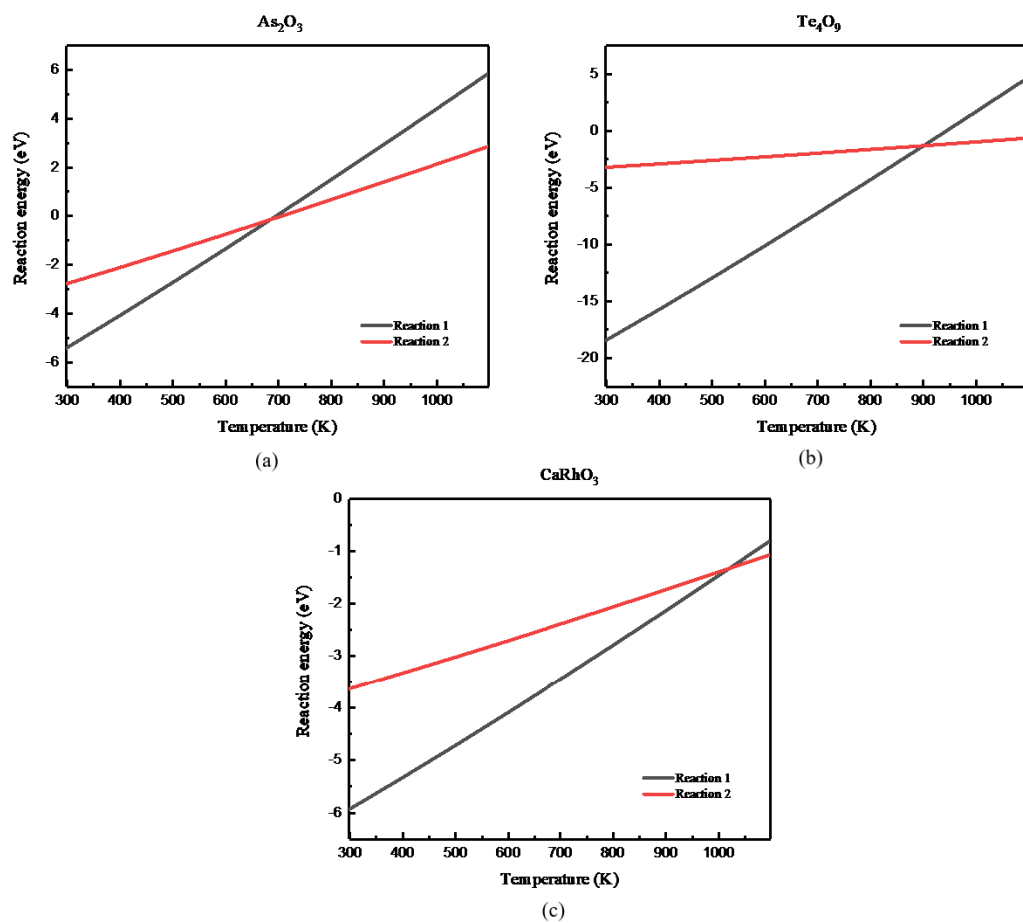 As₂O₃
Reaction energy (eV)
6
4
2
0
-2
-4
-6
Reaction 1
Reaction 2
300 400 500 600 700 800 900 1000
Temperature (K)
(a)
Te₄O₉
Reaction energy (eV)
5
0
-5
-10
-15
-20
Reaction 1
Reaction 2
300 400 500 600 700 800 900 1000
Temperature (K)
(b)
CaRhO₃
Reaction energy (eV)
0
-1
-2
-3
-4
-5
-6
Reaction 1
Reaction 2
300 400 500 600 700 800 900 1000
Temperature (K)
(c)